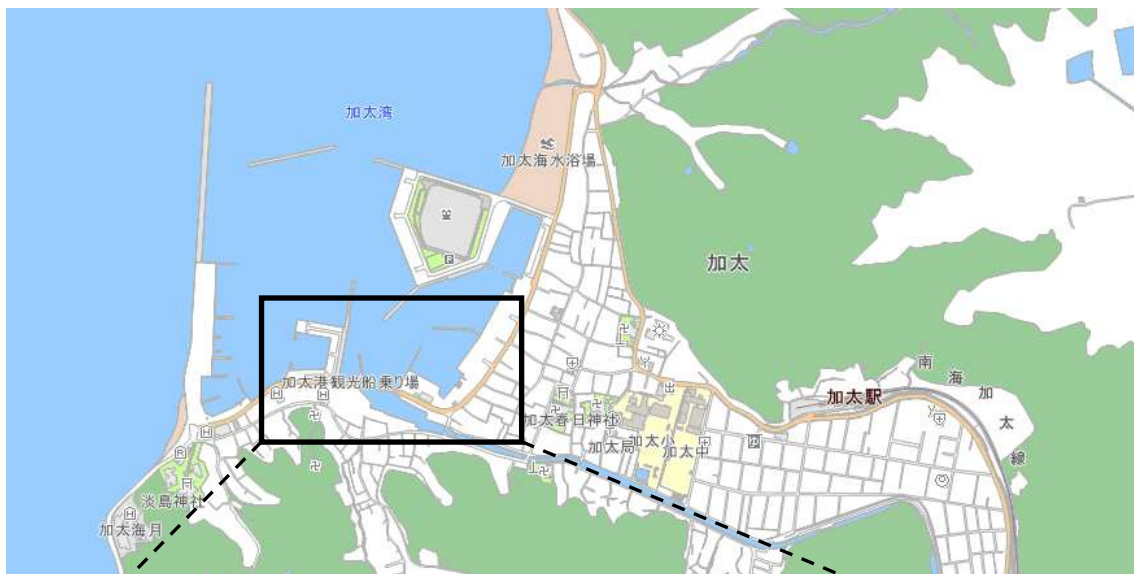 加太湾
加太海水浴場
P
加太
加太港観光船乗り場
加太駅
南海加太線
加太春日神社
加太局
加太小
加太中
淡島神社
加太海月